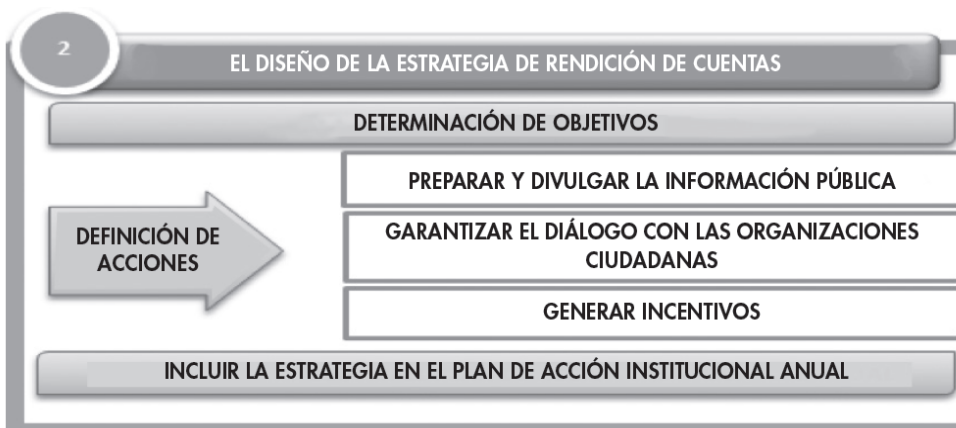 2
EL DISEÑO DE LA ESTRATEGIA DE RENDICIÓN DE CUENTAS
DETERMINACIÓN DE OBJETIVOS
DEFINICIÓN DE
ACCIONES
PREPARAR Y DIVULGAR LA INFORMACIÓN PÚBLICA
GARANTIZAR EL DIÁLOGO CON LAS ORGANIZACIONES
CIUDADANAS
GENERAR INCENTIVOS
INCLUIR LA ESTRATEGIA EN EL PLAN DE ACCIÓN INSTITUCIONAL ANUAL